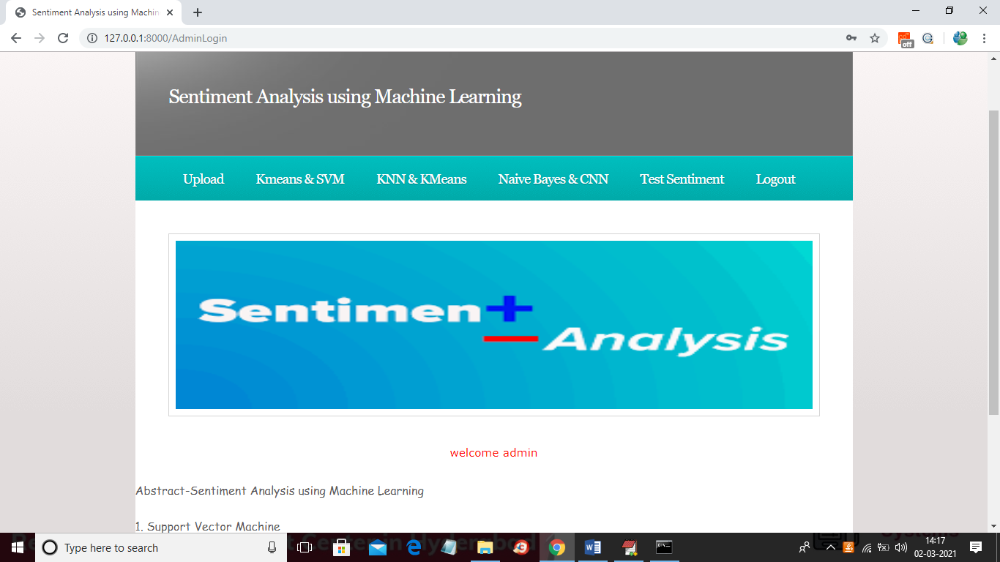 Sentiment Analysis using Machin
127.0.0.1:8000/AdminLogin
off
Sentiment Analysis using Machine Learning
Upload Kmeans & SVM KNN & KMeans Naive Bayes & CNN Test Sentiment Logout
Sentimen
Analysis
welcome admin
Abstract-Sentiment Analysis using Machine Learning
1. Support Vector Machine
Type here to search
14:17
02-03-2021